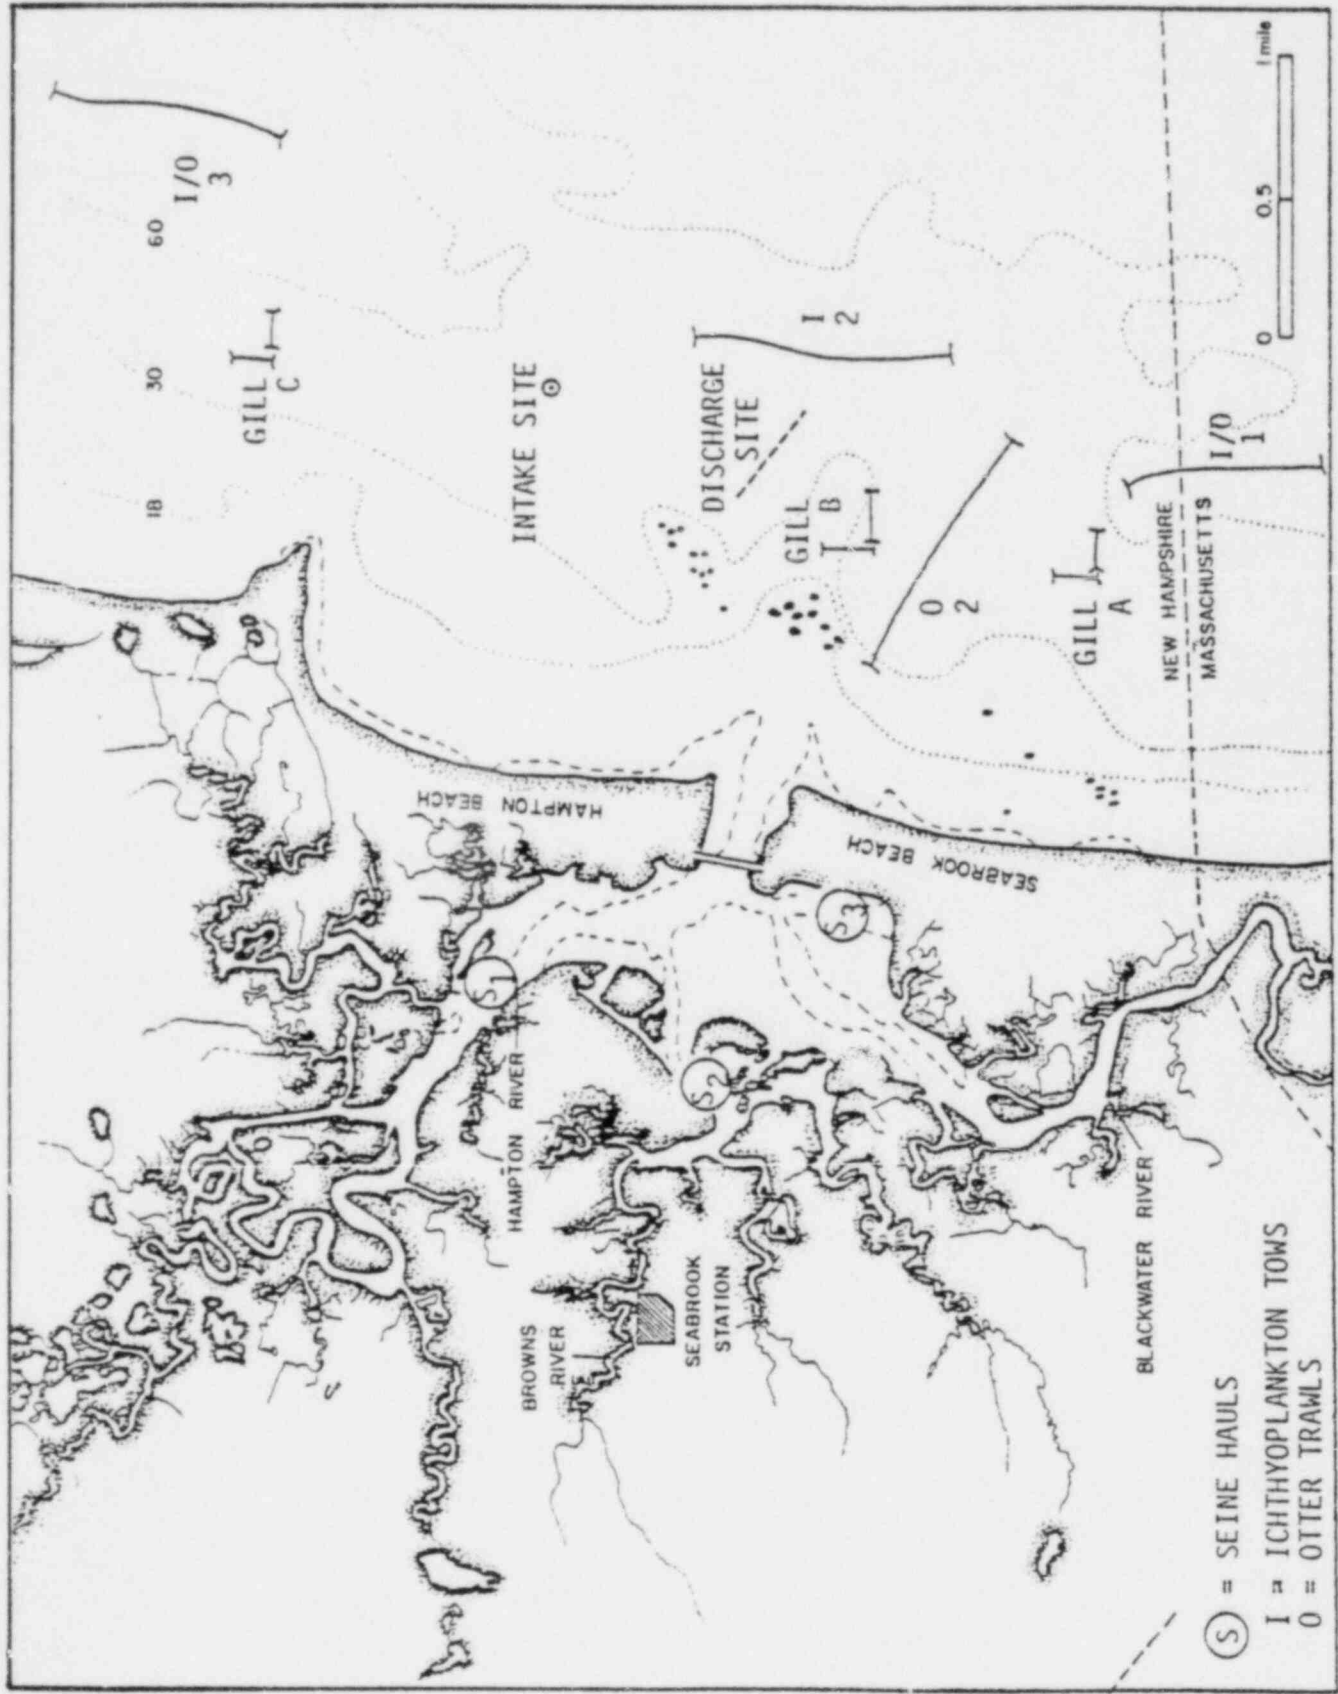 18
30
60
I/O
3
GILL
C
INTAKE SITE
HAMPTON BEACH
DISCHARGE
SITE
I
2
GILL
B
O
2
SEABROOK BEACH
GILL
A
I/O
1
NEW HAMPSHIRE
MASSACHUSETTS
S1
S2
S3
HAMPTON RIVER
BROWNS
RIVER
SEABROOK
STATION
BLACKWATER RIVER
S = SEINE HAULS
I = ICHTHYOPLANKTON TOWS
O = OTTER TRAWLS
0 0.5 1 mile